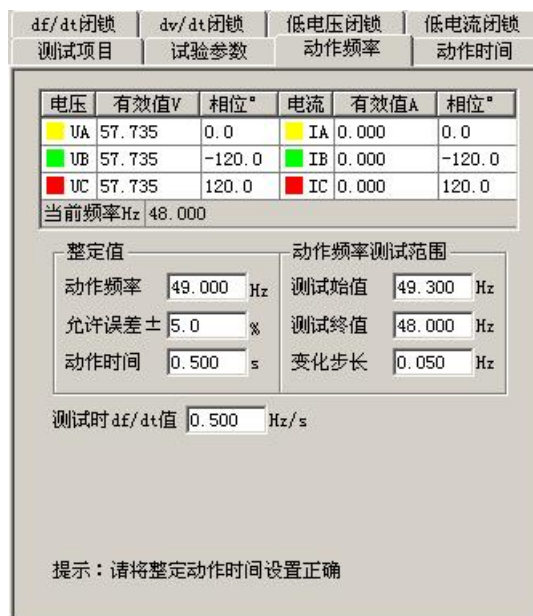 df/dt闭锁 dv/dt闭锁 低电压闭锁 低电流闭锁
测试项目 试验参数 动作频率 动作时间
电压 有效值V 相位° 电流 有效值A 相位°
UA 57.735 0.0 IA 0.000 0.0
UB 57.735 -120.0 IB 0.000 -120.0
UC 57.735 120.0 IC 0.000 120.0
当前频率Hz 48.000
整定值 动作频率测试范围
动作频率 49.000 Hz 测试始值 49.300 Hz
允许误差± 5.0 % 测试终值 48.000 Hz
动作时间 0.500 s 变化步长 0.050 Hz
测试时df/dt值 0.500 Hz/s
提示：请将整定动作时间设置正确